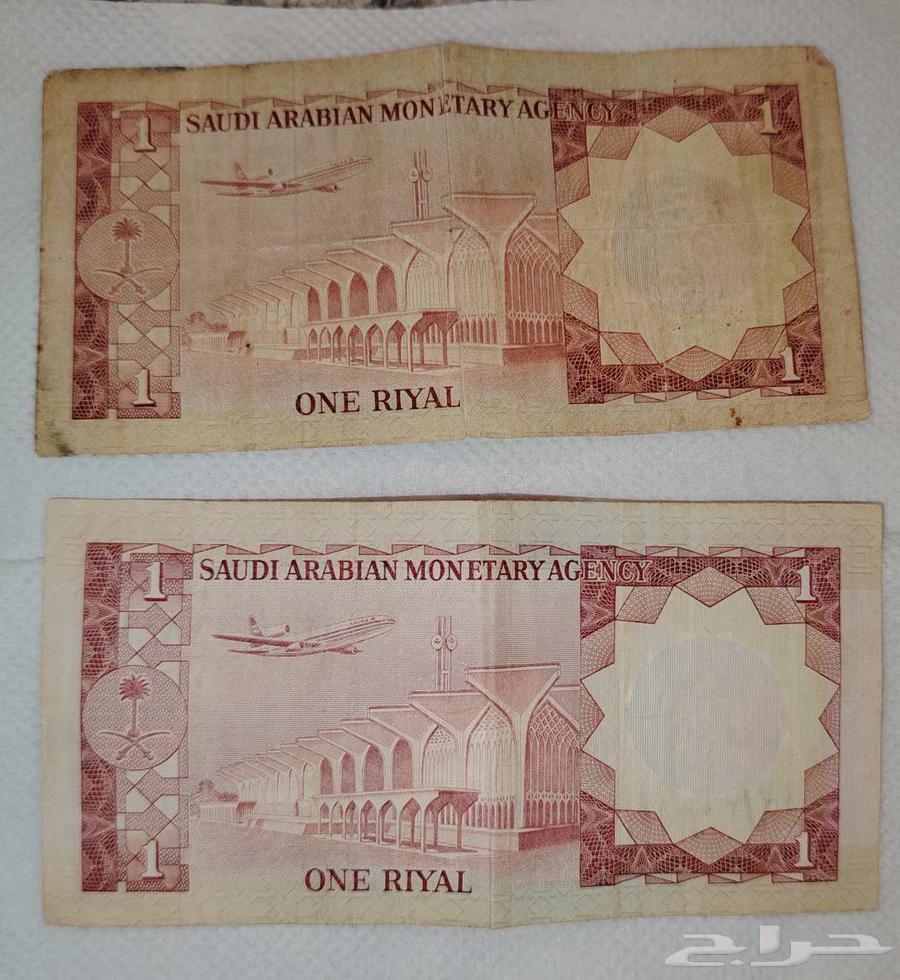 1 SAUDI ARABIAN MONETARY AGENCY 1
1 ONE RIYAL 1
1 SAUDI ARABIAN MONETARY AGENCY 1
1 ONE RIYAL 1
حراج